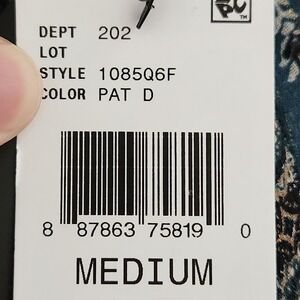 DEPT 202
LOT
STYLE 1085Q6F
COLOR PAT D
8 87863 75819 0
MEDIUM